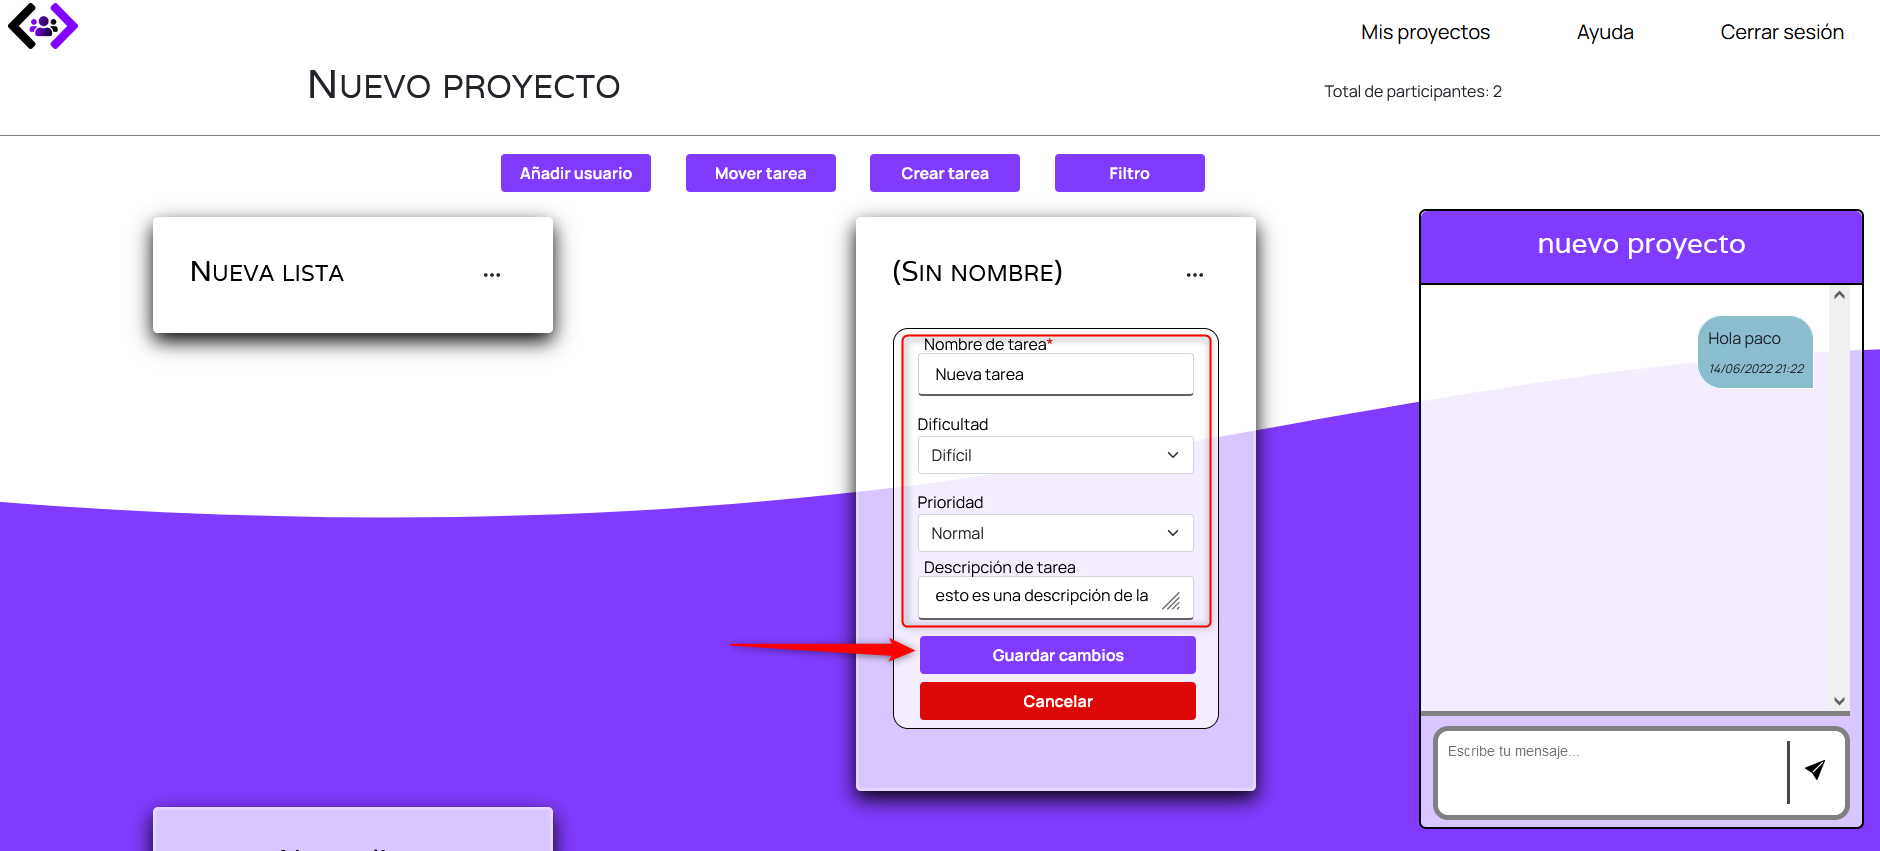 Mis proyectos
Ayuda
Cerrar sesión
Nuevo proyecto
Total de participantes: 2
Añadir usuario
Mover tarea
Crear tarea
Filtro
Nueva lista
...
(Sin nombre)
...
Nombre de tarea*
Nueva tarea
Dificultad
Difícil
Prioridad
Normal
Descripción de tarea
esto es una descripción de la
Guardar cambios
Cancelar
nuevo proyecto
Hola paco
14/06/2022 21:22
Escribe tu mensaje...